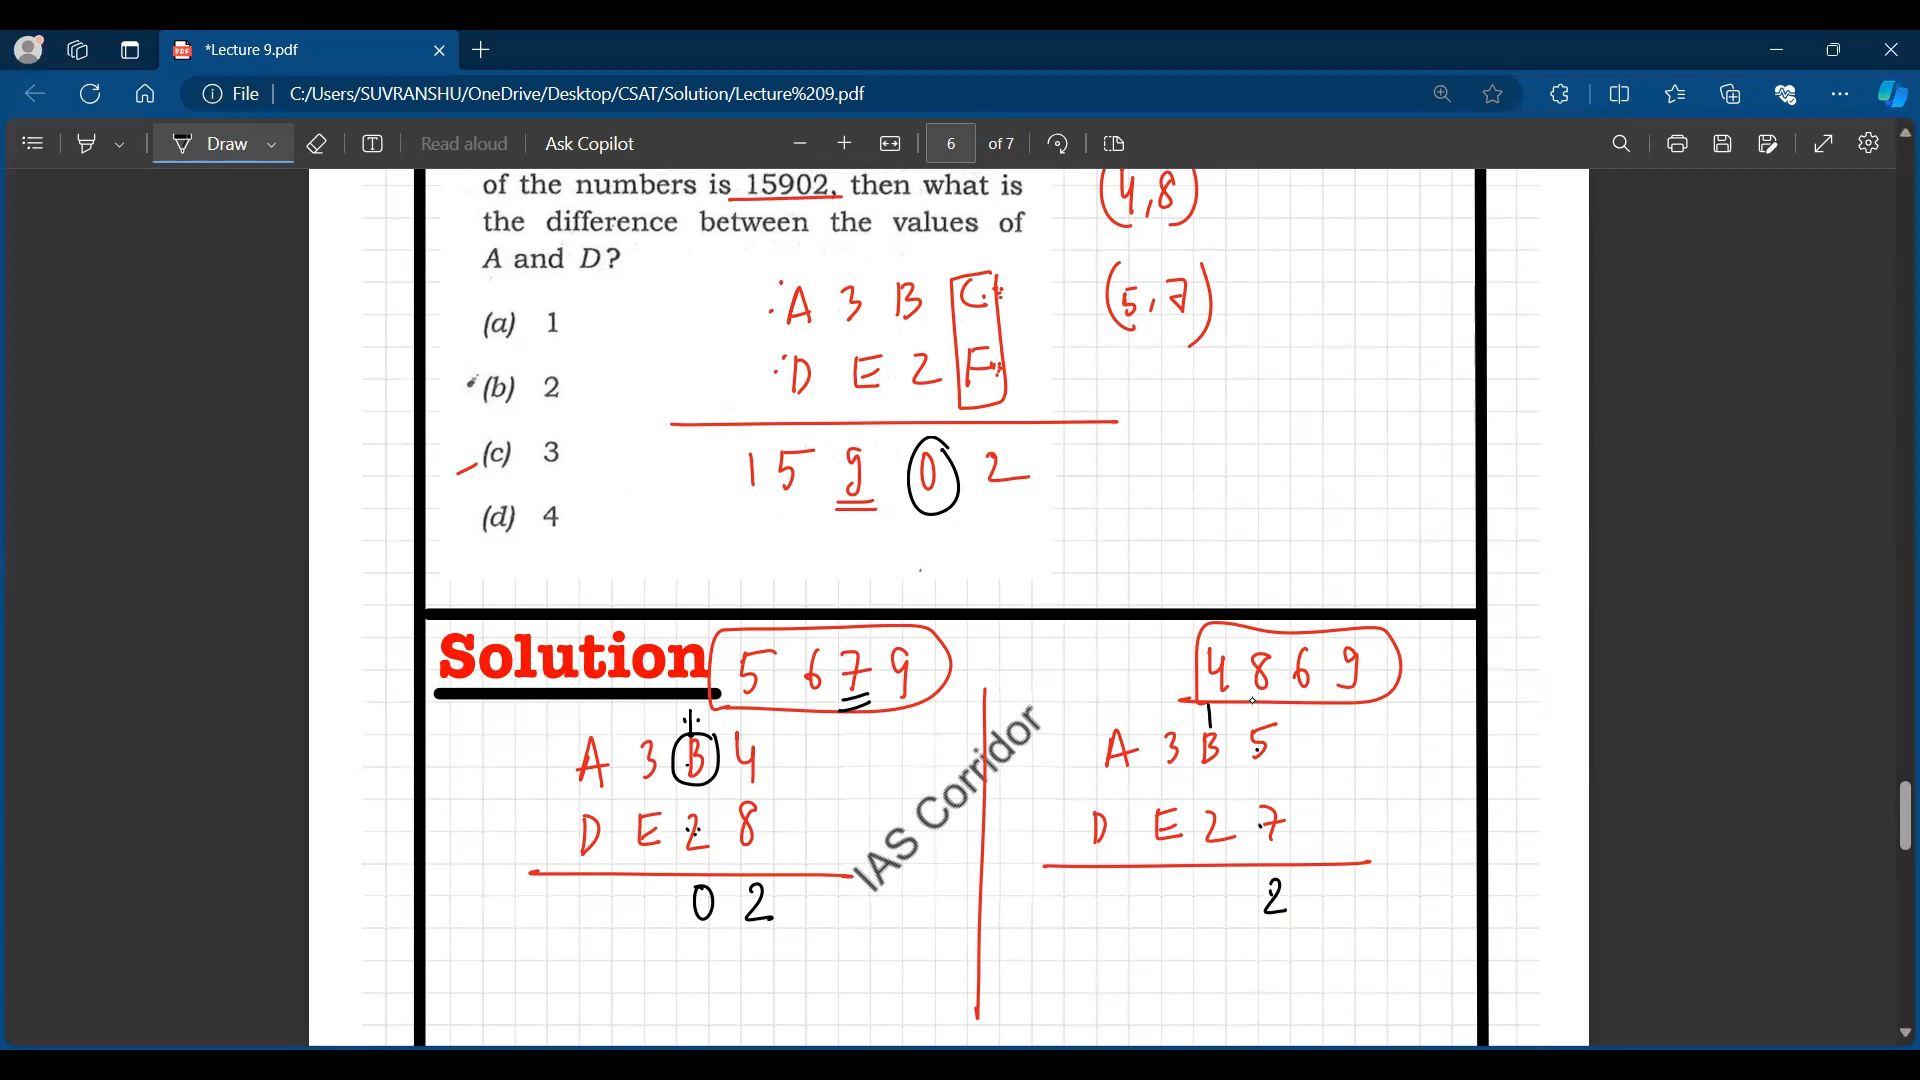 *Lecture 9.pdf
File C:/Users/SUVRANSHU/OneDrive/Desktop/CSAT/Solution/Lecture%209.pdf
Draw Read aloud Ask Copilot 6 of 7
of the numbers is 15902, then what is
the difference between the values of
A and D?
(a) 1
(b) 2
(c) 3
(d) 4
A 3 B C
D E 2 F
1 5 9 0 2
(4,8)
(5,7)
Solution
5 6 7 9
A 3 B 4
D E 2 8
0 2
IAS Corridor
4 8 6 9
A 3 B 5
D E 2 7
2